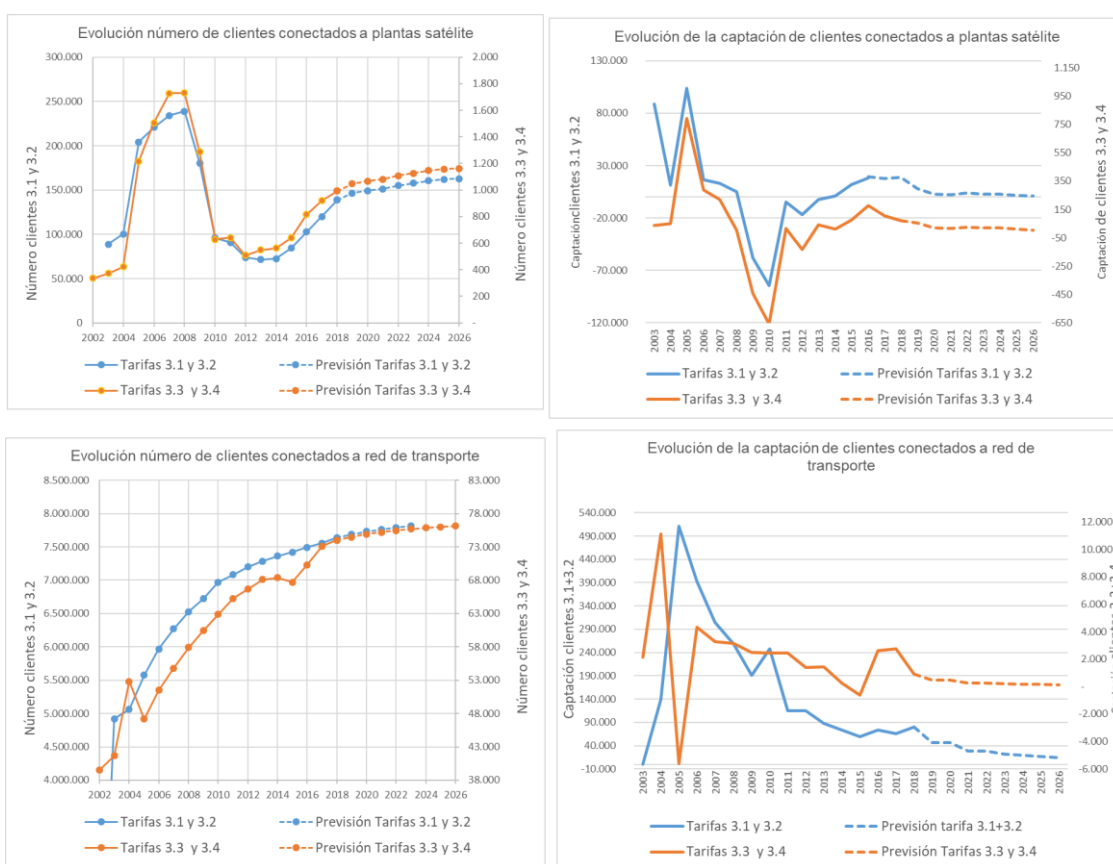 Evolución número de clientes conectados a plantas satélite
Número clientes 3.1 y 3.2
300.000
250.000
200.000
150.000
100.000
50.000
0
2.000
1.800
1.600
1.400
1.200
1.000
800
600
400
200
-
Número clientes 3.3 y 3.4
2002 2004 2006 2008 2010 2012 2014 2016 2018 2020 2022 2024 2026
Tarifas 3.1 y 3.2
Previsión Tarifas 3.1 y 3.2
Tarifas 3.3 y 3.4
Previsión Tarifas 3.3 y 3.4
Evolución de la captación de clientes conectados a plantas satélite
Captaciónclientes 3.1 y 3.2
130.000
80.000
30.000
-20.000
-70.000
-120.000
1.150
950
750
550
350
150
-50
-250
-450
-650
Captación de clientes 3.3 y 3.4
2003 2004 2005 2006 2007 2008 2009 2010 2011 2012 2013 2014 2015 2016 2017 2018 2019 2020 2021 2022 2023 2024 2025 2026
Tarifas 3.1 y 3.2
Previsión Tarifas 3.1 y 3.2
Tarifas 3.3 y 3.4
Previsión Tarifas 3.3 y 3.4
Evolución número de clientes conectados a red de transporte
Número clientes 3.1 y 3.2
8.500.000
8.000.000
7.500.000
7.000.000
6.500.000
6.000.000
5.500.000
5.000.000
4.500.000
4.000.000
83.000
78.000
73.000
68.000
63.000
58.000
53.000
48.000
43.000
38.000
Número clientes 3.3 y 3.4
2002 2004 2006 2008 2010 2012 2014 2016 2018 2020 2022 2024 2026
Tarifas 3.1 y 3.2
Previsión Tarifas 3.1 y 3.2
Tarifas 3.3 y 3.4
Previsión Tarifas 3.3 y 3.4
Evolución de la captación de clientes conectados a red de
transporte
Captación clientes 3.1+3.2
540.000
490.000
440.000
390.000
340.000
290.000
240.000
190.000
140.000
90.000
40.000
-10.000
12.000
10.000
8.000
6.000
4.000
2.000
-
-2.000
-4.000
-6.000
clientes 3.3+3.4
2003 2004 2005 2006 2007 2008 2009 2010 2011 2012 2013 2014 2015 2016 2017 2018 2019 2020 2021 2022 2023 2024 2025 2026
Tarifas 3.1 y 3.2
Previsión tarifa 3.1+3.2
Tarifas 3.3 y 3.4
Previsión Tarifas 3.3 y 3.4